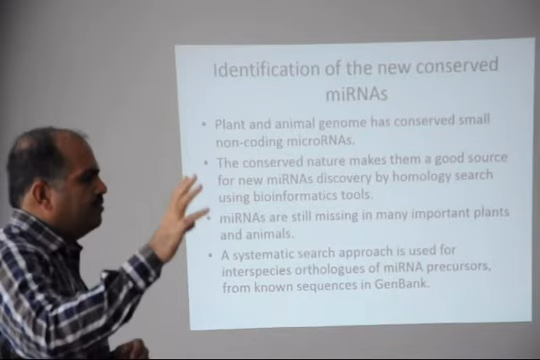 Identification of the new conserved
miRNAs
• Plant and animal genome has conserved small
non-coding microRNAs.
• The conserved nature makes them a good source
for new miRNAs discovery by homology search
using bioinformatics tools.
• miRNAs are still missing in many important plants
and animals.
• A systematic search approach is used for
interspecies orthologues of miRNA precursors,
from known sequences in GenBank.